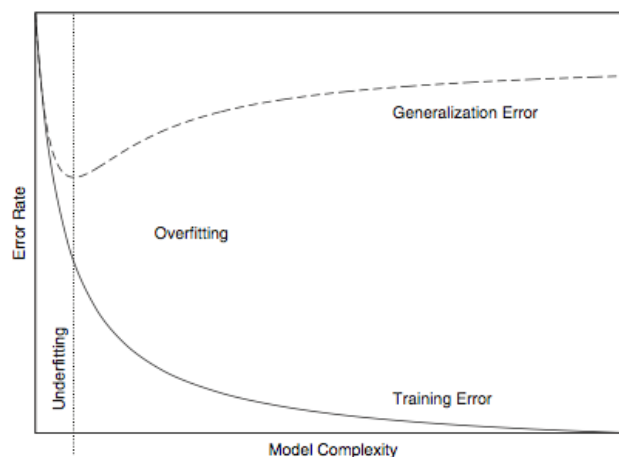 Generalization Error
Overfitting
Error Rate
Underfitting
Training Error
Model Complexity